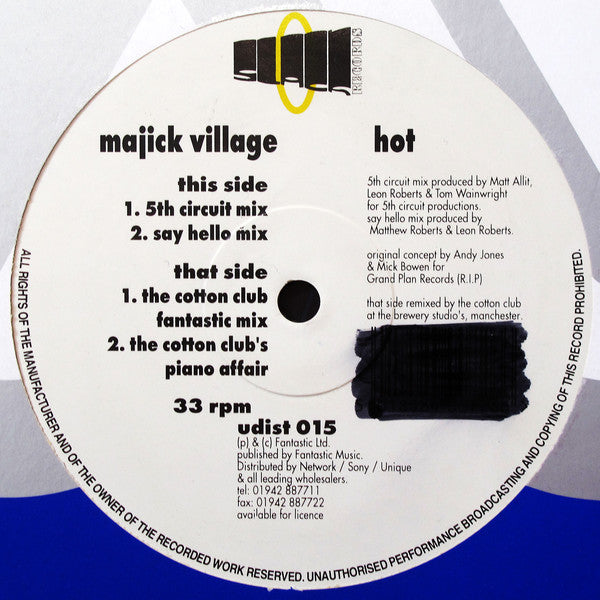 RECORDS
majick village
hot
this side
1. 5th circuit mix
2. say hello mix
that side
1. the cotton club
fantastic mix
2. the cotton club's
piano affair
33 rpm
5th circuit mix produced by Matt Allit,
Leon Roberts & Tom Wainwright
for 5th circuit productions.
say hello mix produced by
Matthew Roberts & Leon Roberts.
original concept by Andy Jones
& Mick Bowen for
Grand Plan Records (R.I.P)
that side remixed by the cotton club
at the brewery studio's, manchester.
udist 015
(p) & (c) Fantastic Ltd.
published by Fantastic Music.
Distributed by Network / Sony / Unique
& all leading wholesalers.
tel: 01942 887711
fax: 01942 887722
available for licence
ALL RIGHTS OF THE MANUFACTURER AND OF THE OWNER OF THE RECORDED WORK RESERVED. UNAUTHORISED PERFORMANCE BROADCASTING AND COPYING OF THIS RECORD PROHIBITED.